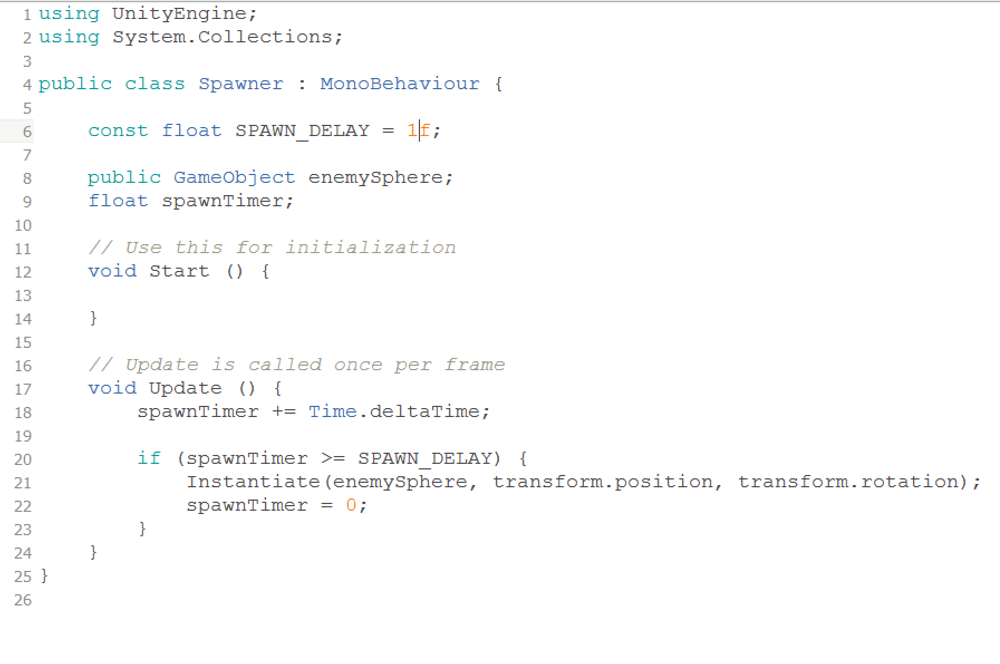 1 using UnityEngine;
2 using System.Collections;
3
4 public class Spawner : MonoBehaviour {
5
6     const float SPAWN_DELAY = 1f;
7
8     public GameObject enemySphere;
9     float spawnTimer;
10
11     // Use this for initialization
12     void Start () {
13
14     }
15
16     // Update is called once per frame
17     void Update () {
18         spawnTimer += Time.deltaTime;
19
20         if (spawnTimer >= SPAWN_DELAY) {
21             Instantiate(enemySphere, transform.position, transform.rotation);
22             spawnTimer = 0;
23         }
24     }
25 }
26